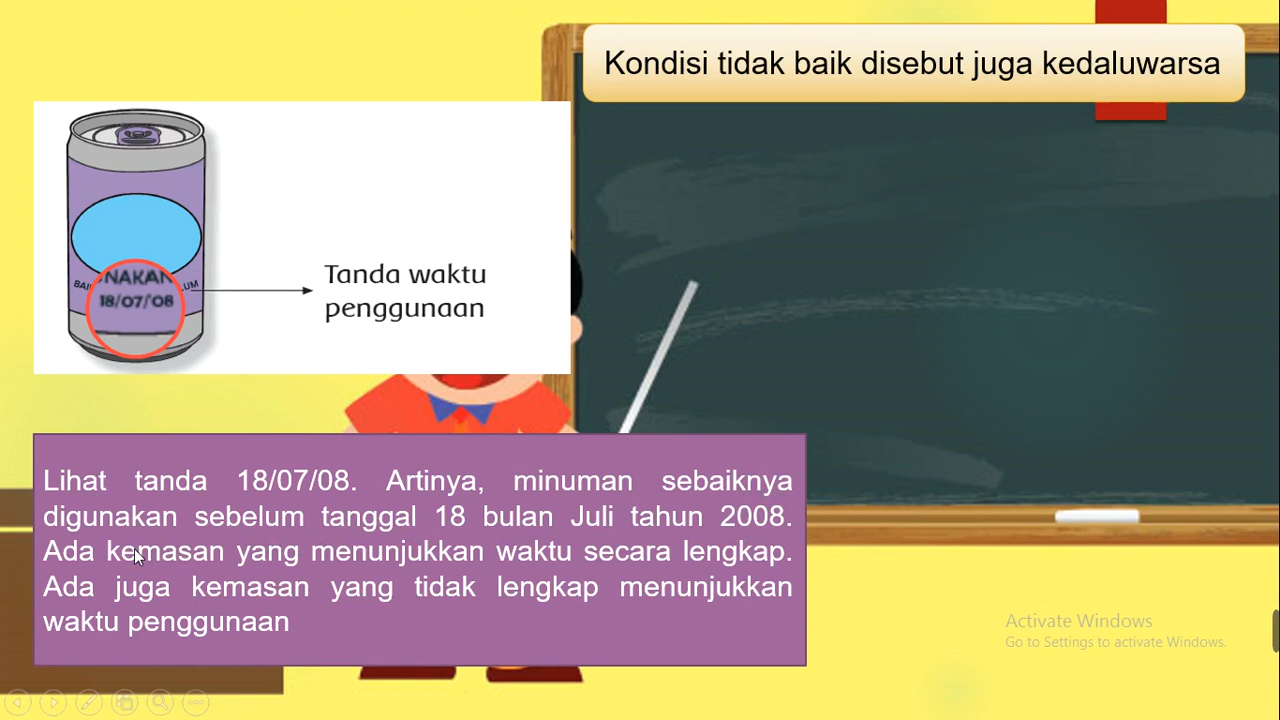 Kondisi tidak baik disebut juga kedaluwarsa
NAKAN
18/07/'08
Tanda waktu
penggunaan
Lihat tanda 18/07/08. Artinya, minuman sebaiknya
digunakan sebelum tanggal 18 bulan Juli tahun 2008.
Ada kemasan yang menunjukkan waktu secara lengkap.
Ada juga kemasan yang tidak lengkap menunjukkan
waktu penggunaan
Activate Windows
Go to Settings to activate Windows.